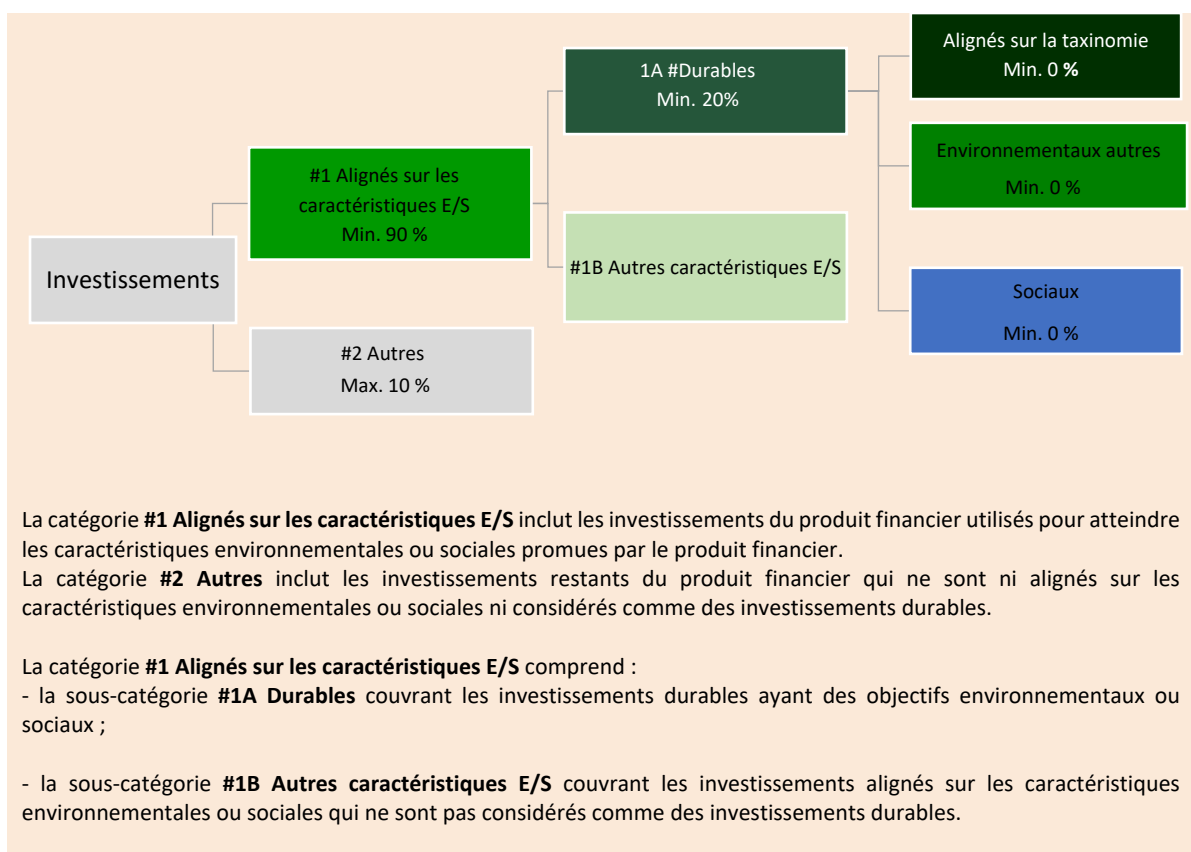 Investissements
#1 Alignés sur les
caractéristiques E/S
Min. 90 %
#2 Autres
Max. 10 %
1A #Durables
Min. 20%
#1B Autres caractéristiques E/S
Alignés sur la taxinomie
Min. 0 %
Environnementaux autres
Min. 0 %
Sociaux
Min. 0 %
La catégorie #1 Alignés sur les caractéristiques E/S inclut les investissements du produit financier utilisés pour atteindre
les caractéristiques environnementales ou sociales promues par le produit financier.
La catégorie #2 Autres inclut les investissements restants du produit financier qui ne sont ni alignés sur les
caractéristiques environnementales ou sociales ni considérés comme des investissements durables.
La catégorie #1 Alignés sur les caractéristiques E/S comprend :
- la sous-catégorie #1A Durables couvrant les investissements durables ayant des objectifs environnementaux ou
sociaux ;
- la sous-catégorie #1B Autres caractéristiques E/S couvrant les investissements alignés sur les caractéristiques
environnementales ou sociales qui ne sont pas considérés comme des investissements durables.